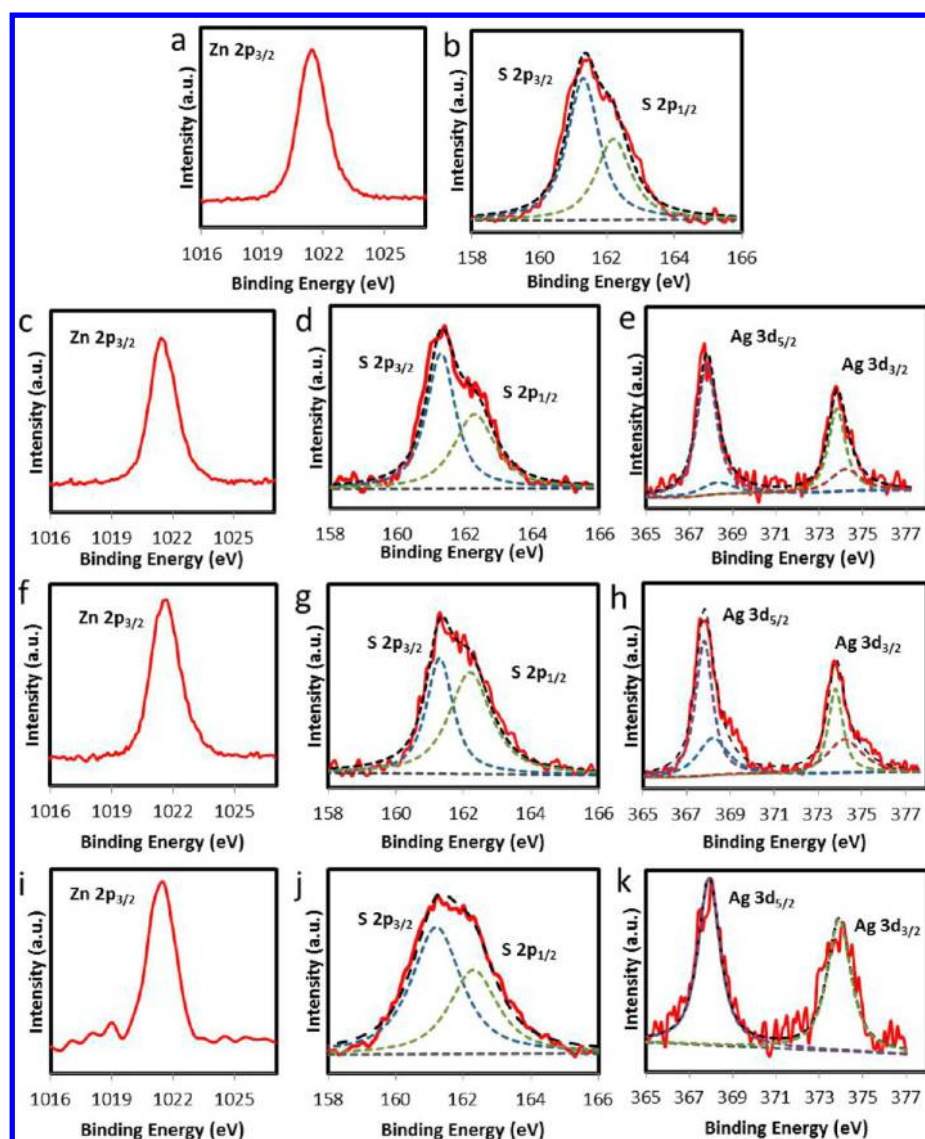 a
Zn 2p3/2
Intensity (a.u.)
1016 1019 1022 1025
Binding Energy (eV)
b
S 2p3/2
S 2p1/2
Intensity (a.u.)
158 160 162 164 166
Binding Energy (eV)
c
Zn 2p3/2
Intensity (a.u.)
1016 1019 1022 1025
Binding Energy (eV)
d
S 2p3/2
S 2p1/2
Intensity (a.u.)
158 160 162 164 166
Binding Energy (eV)
e
Ag 3d5/2
Ag 3d3/2
Intensity (a.u.)
365 367 369 371 373 375 377
Binding Energy (eV)
f
Zn 2p3/2
Intensity (a.u.)
1016 1019 1022 1025
Binding Energy (eV)
g
S 2p3/2
S 2p1/2
Intensity (a.u.)
158 160 162 164 166
Binding Energy (eV)
h
Ag 3d5/2
Ag 3d3/2
Intensity (a.u.)
365 367 369 371 373 375 377
Binding Energy (eV)
i
Zn 2p3/2
Intensity (a.u.)
1016 1019 1022 1025
Binding Energy (eV)
j
S 2p3/2
S 2p1/2
Intensity (a.u.)
158 160 162 164 166
Binding Energy (eV)
k
Ag 3d5/2
Ag 3d3/2
Intensity (a.u.)
365 367 369 371 373 375 377
Binding Energy (eV)